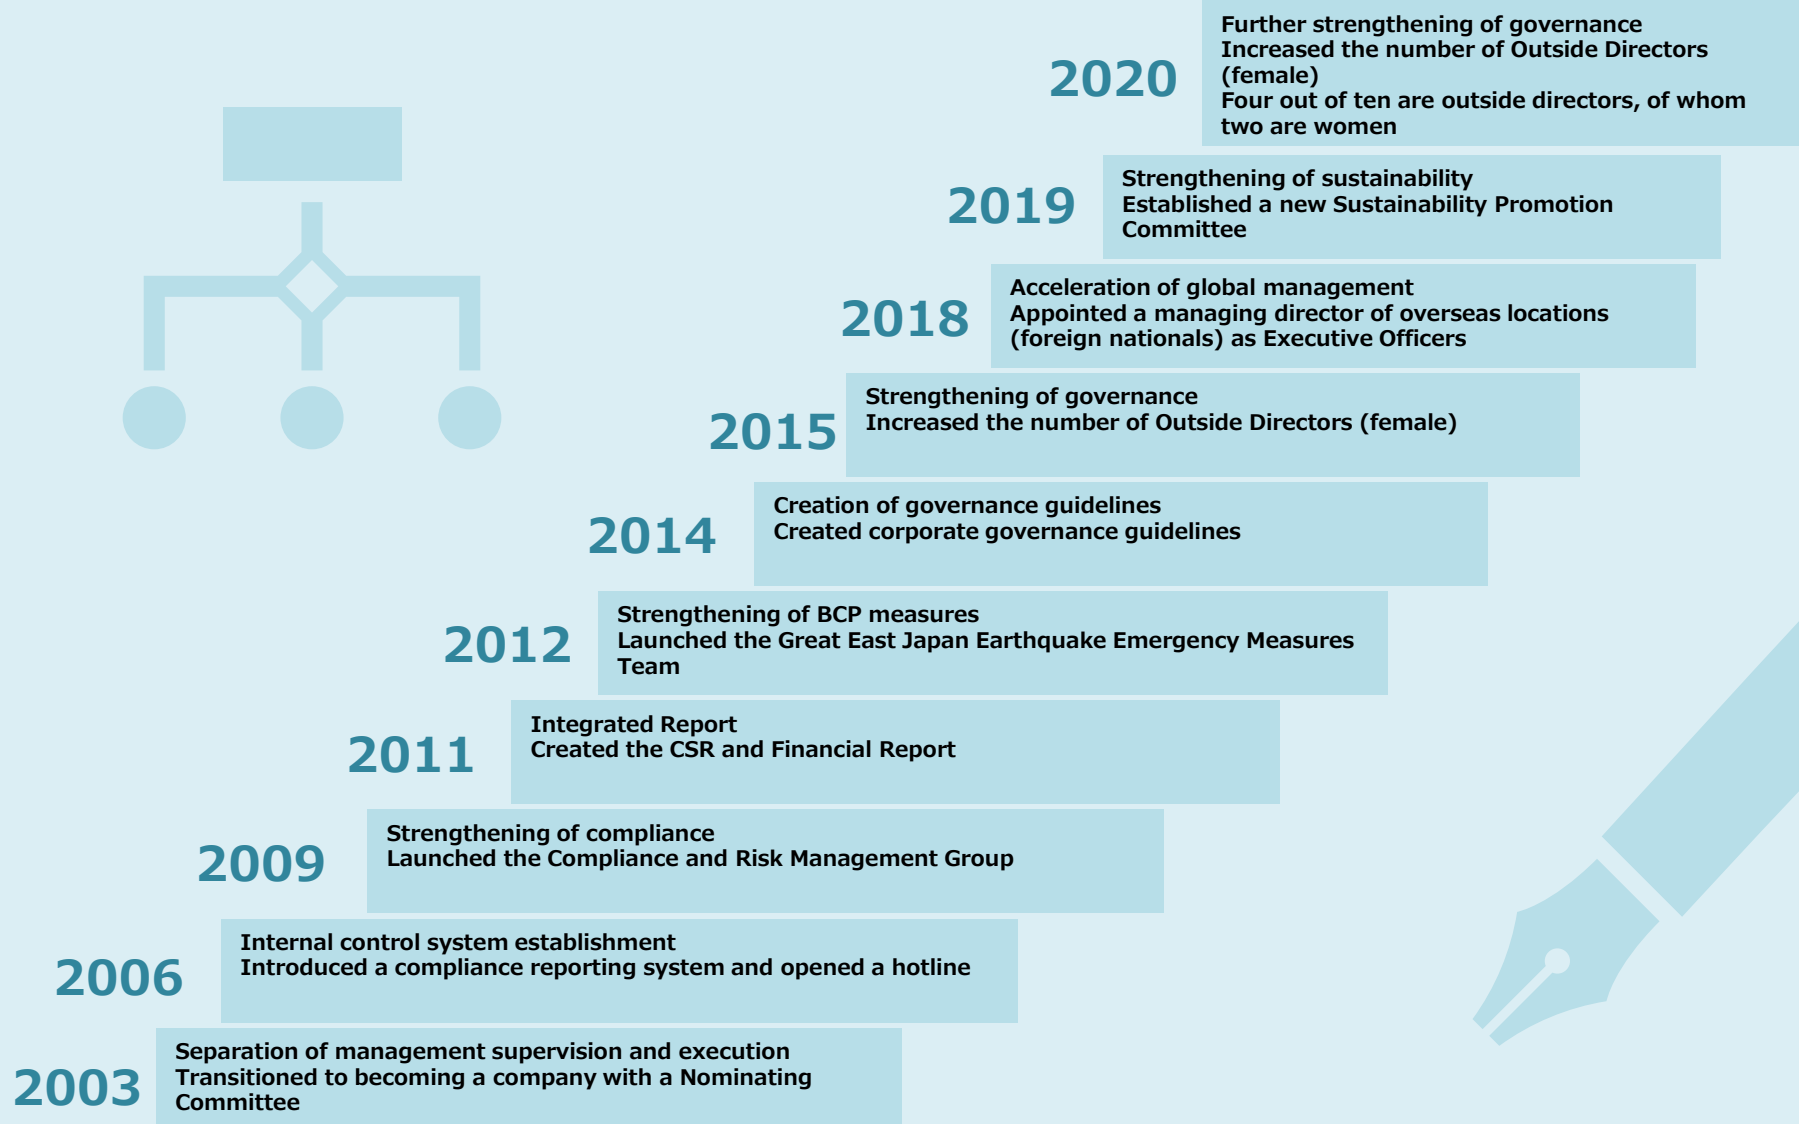 2020
Further strengthening of governance
Increased the number of Outside Directors
(female)
Four out of ten are outside directors, of whom
two are women
2019
Strengthening of sustainability
Established a new Sustainability Promotion
Committee
2018
Acceleration of global management
Appointed a managing director of overseas locations
(foreign nationals) as Executive Officers
2015
Strengthening of governance
Increased the number of Outside Directors (female)
2014
Creation of governance guidelines
Created corporate governance guidelines
2012
Strengthening of BCP measures
Launched the Great East Japan Earthquake Emergency Measures
Team
2011
Integrated Report
Created the CSR and Financial Report
2009
Strengthening of compliance
Launched the Compliance and Risk Management Group
2006
Internal control system establishment
Introduced a compliance reporting system and opened a hotline
2003
Separation of management supervision and execution
Transitioned to becoming a company with a Nominating
Committee